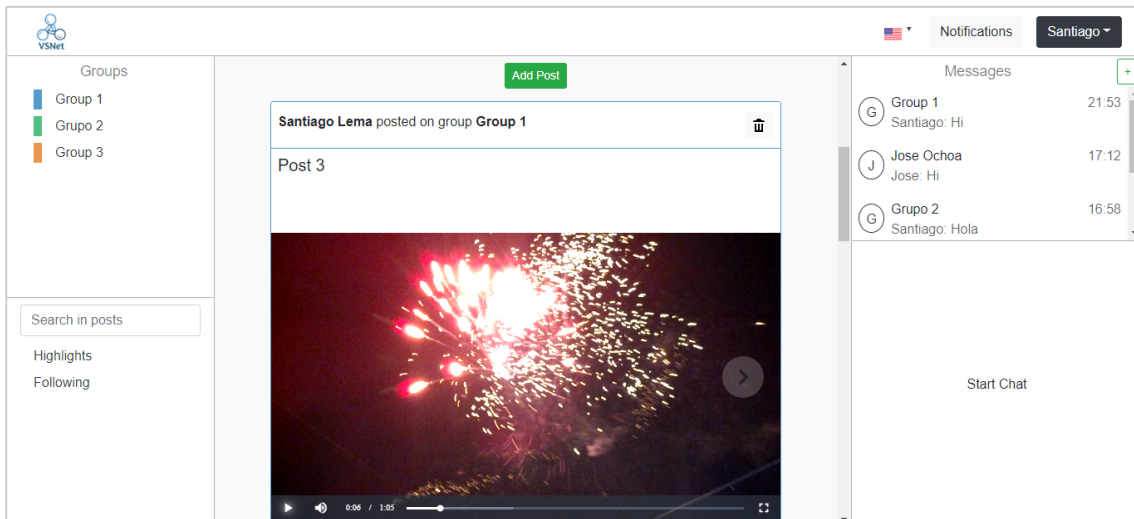 VSNet
Notifications
Santiago
Groups
Group 1
Grupo 2
Group 3
Search in posts
Highlights
Following
Add Post
Santiago Lema posted on group Group 1
Post 3
0:06 / 1:05
Messages
+
G
Group 1
21:53
Santiago: Hi
J
Jose Ochoa
17:12
Jose: Hi
G
Grupo 2
16:58
Santiago: Hola
Start Chat